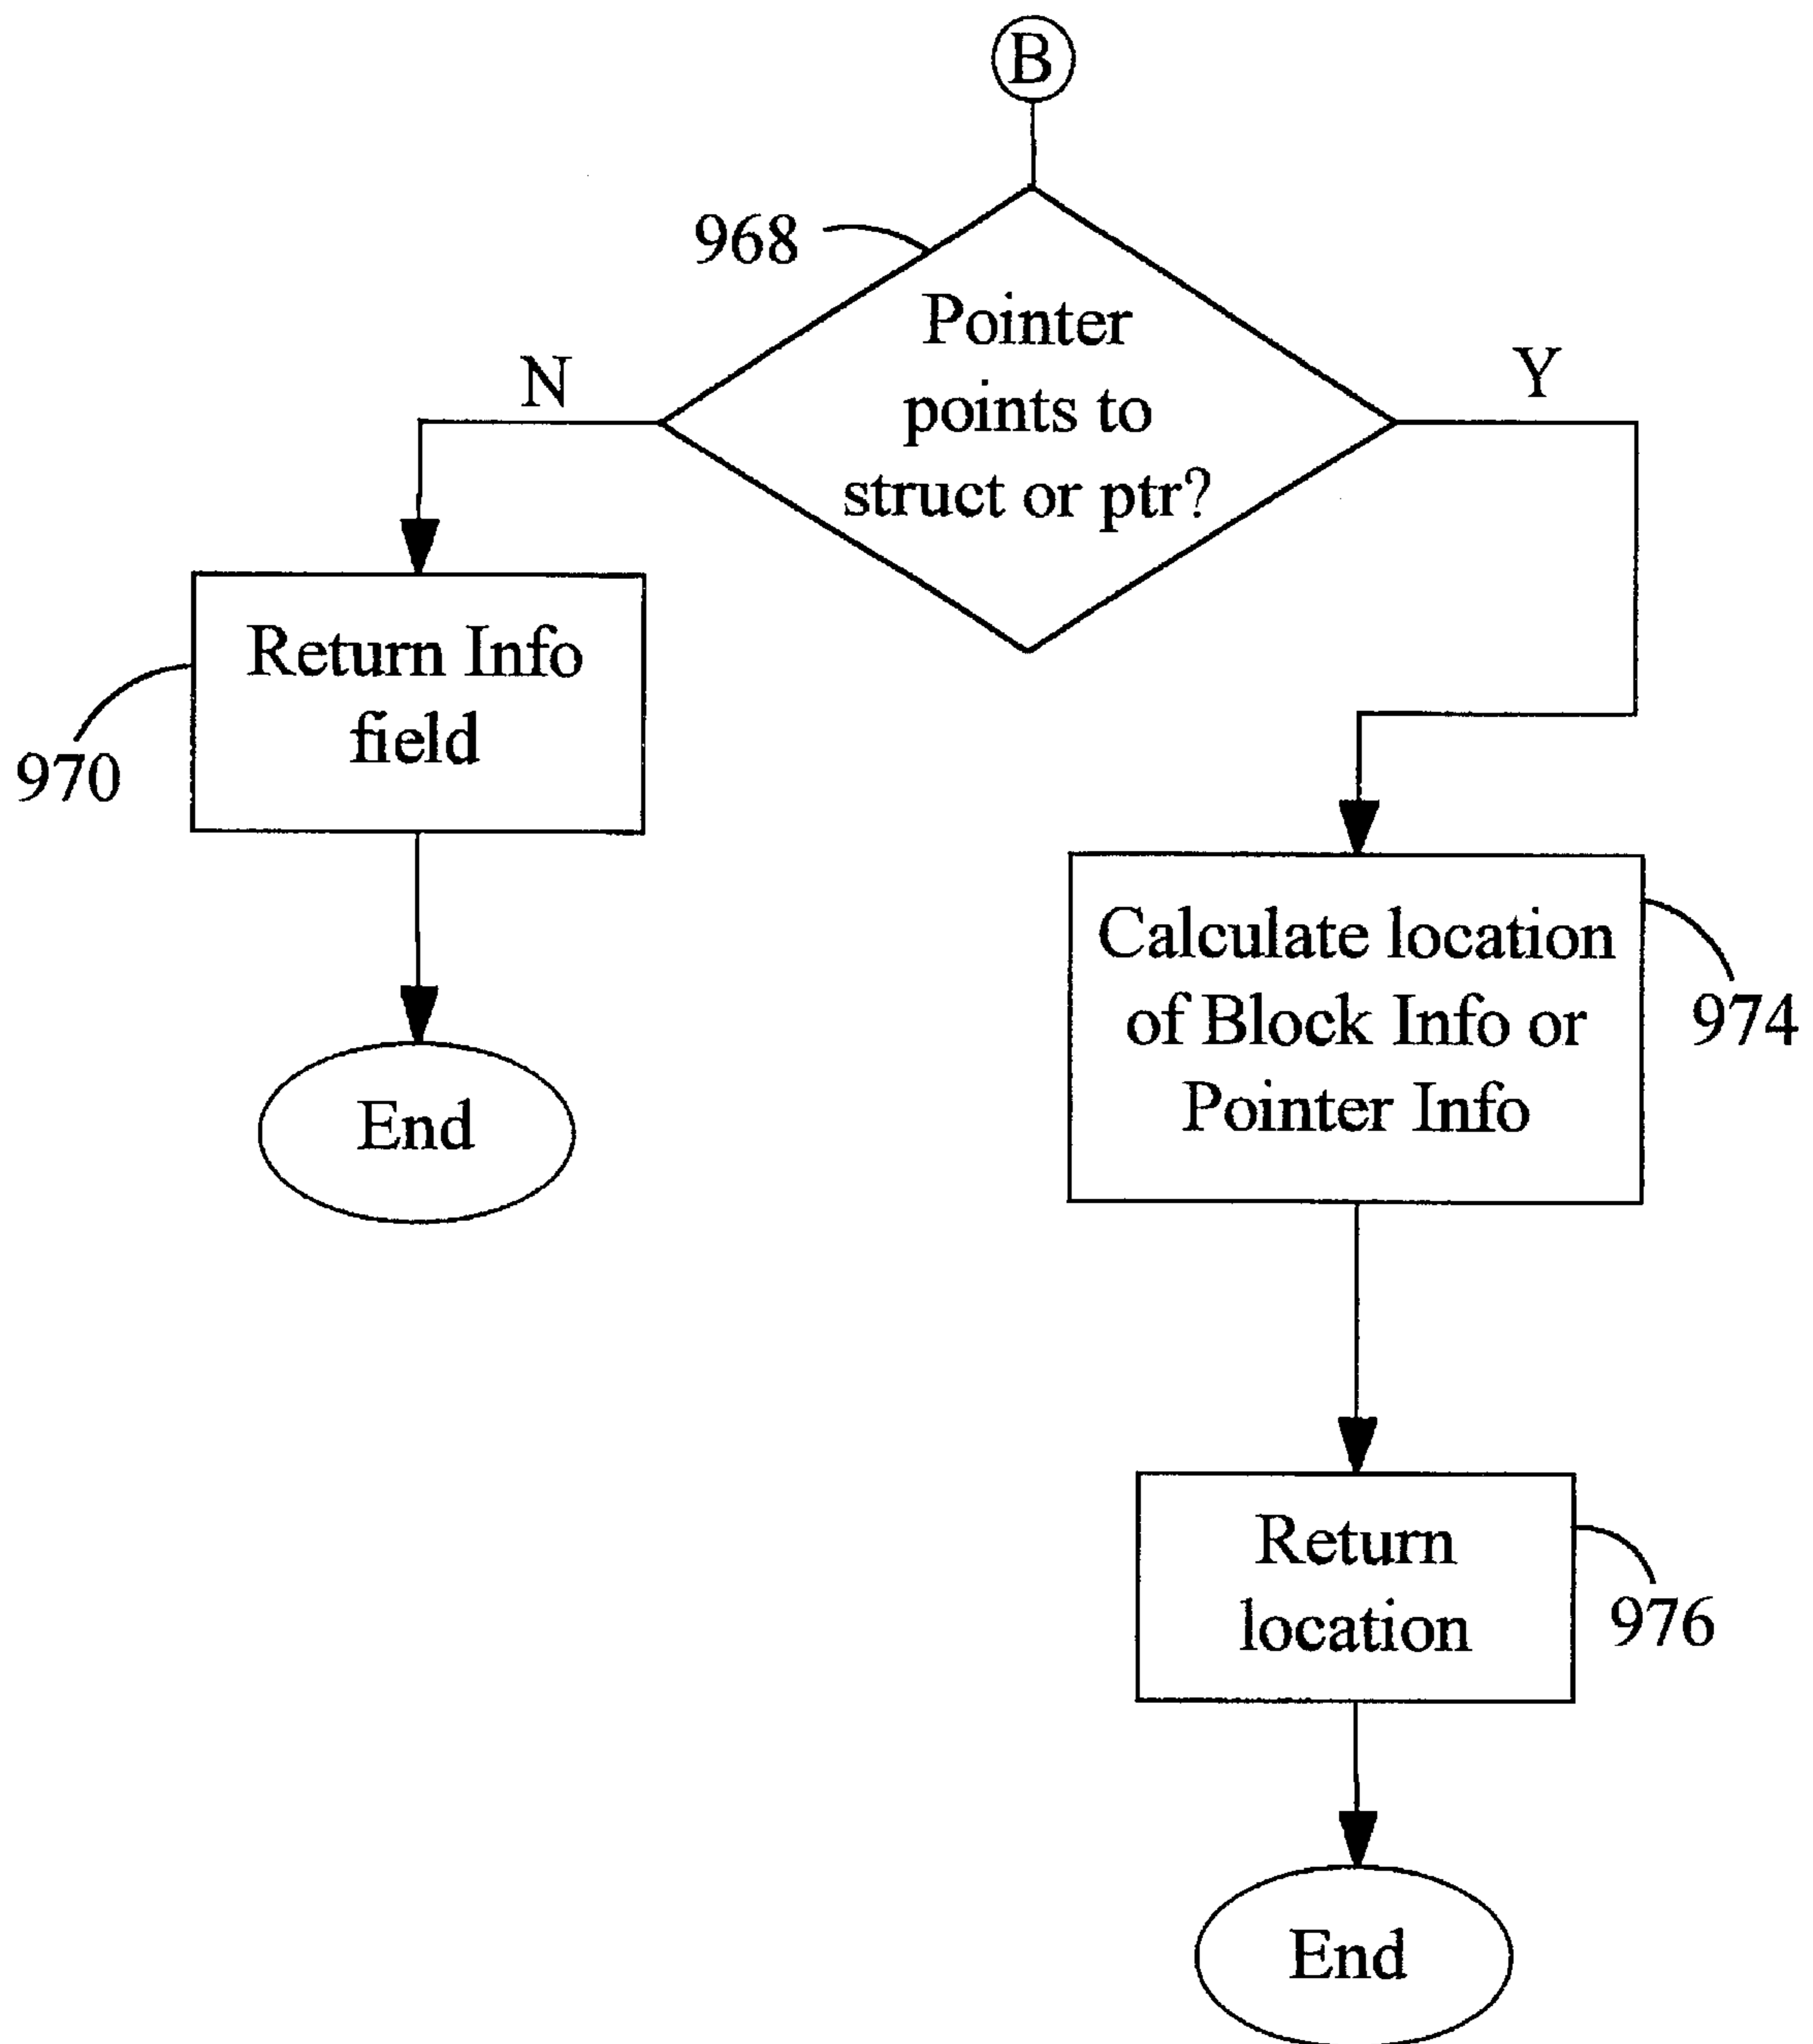 B
968
Pointer
points to
struct or ptr?
N
Y
Return Info
field
970
End
Calculate location
of Block Info or
Pointer Info
974
Return
location
976
End